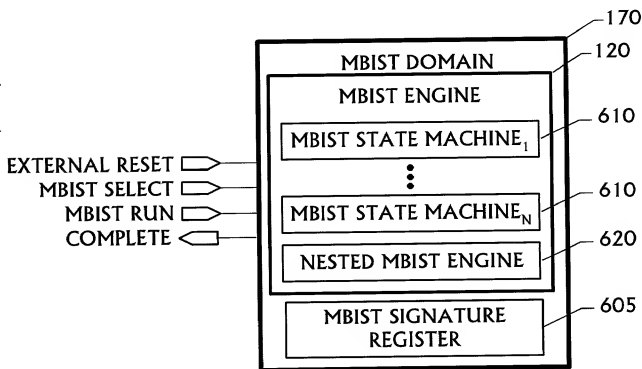 170
MBIST DOMAIN
120
MBIST ENGINE
610
MBIST STATE MACHINE1
EXTERNAL RESET
MBIST SELECT
MBIST RUN
COMPLETE
610
MBIST STATE MACHINEN
620
NESTED MBIST ENGINE
605
MBIST SIGNATURE
REGISTER